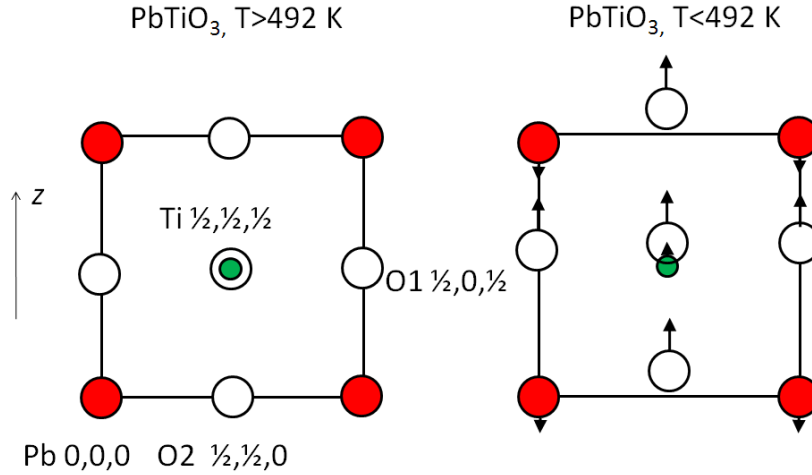 PbTiO3, T>492 K
PbTiO3, T<492 K
z
Ti ½,½,½
O1 ½,0,½
Pb 0,0,0 O2 ½,½,0